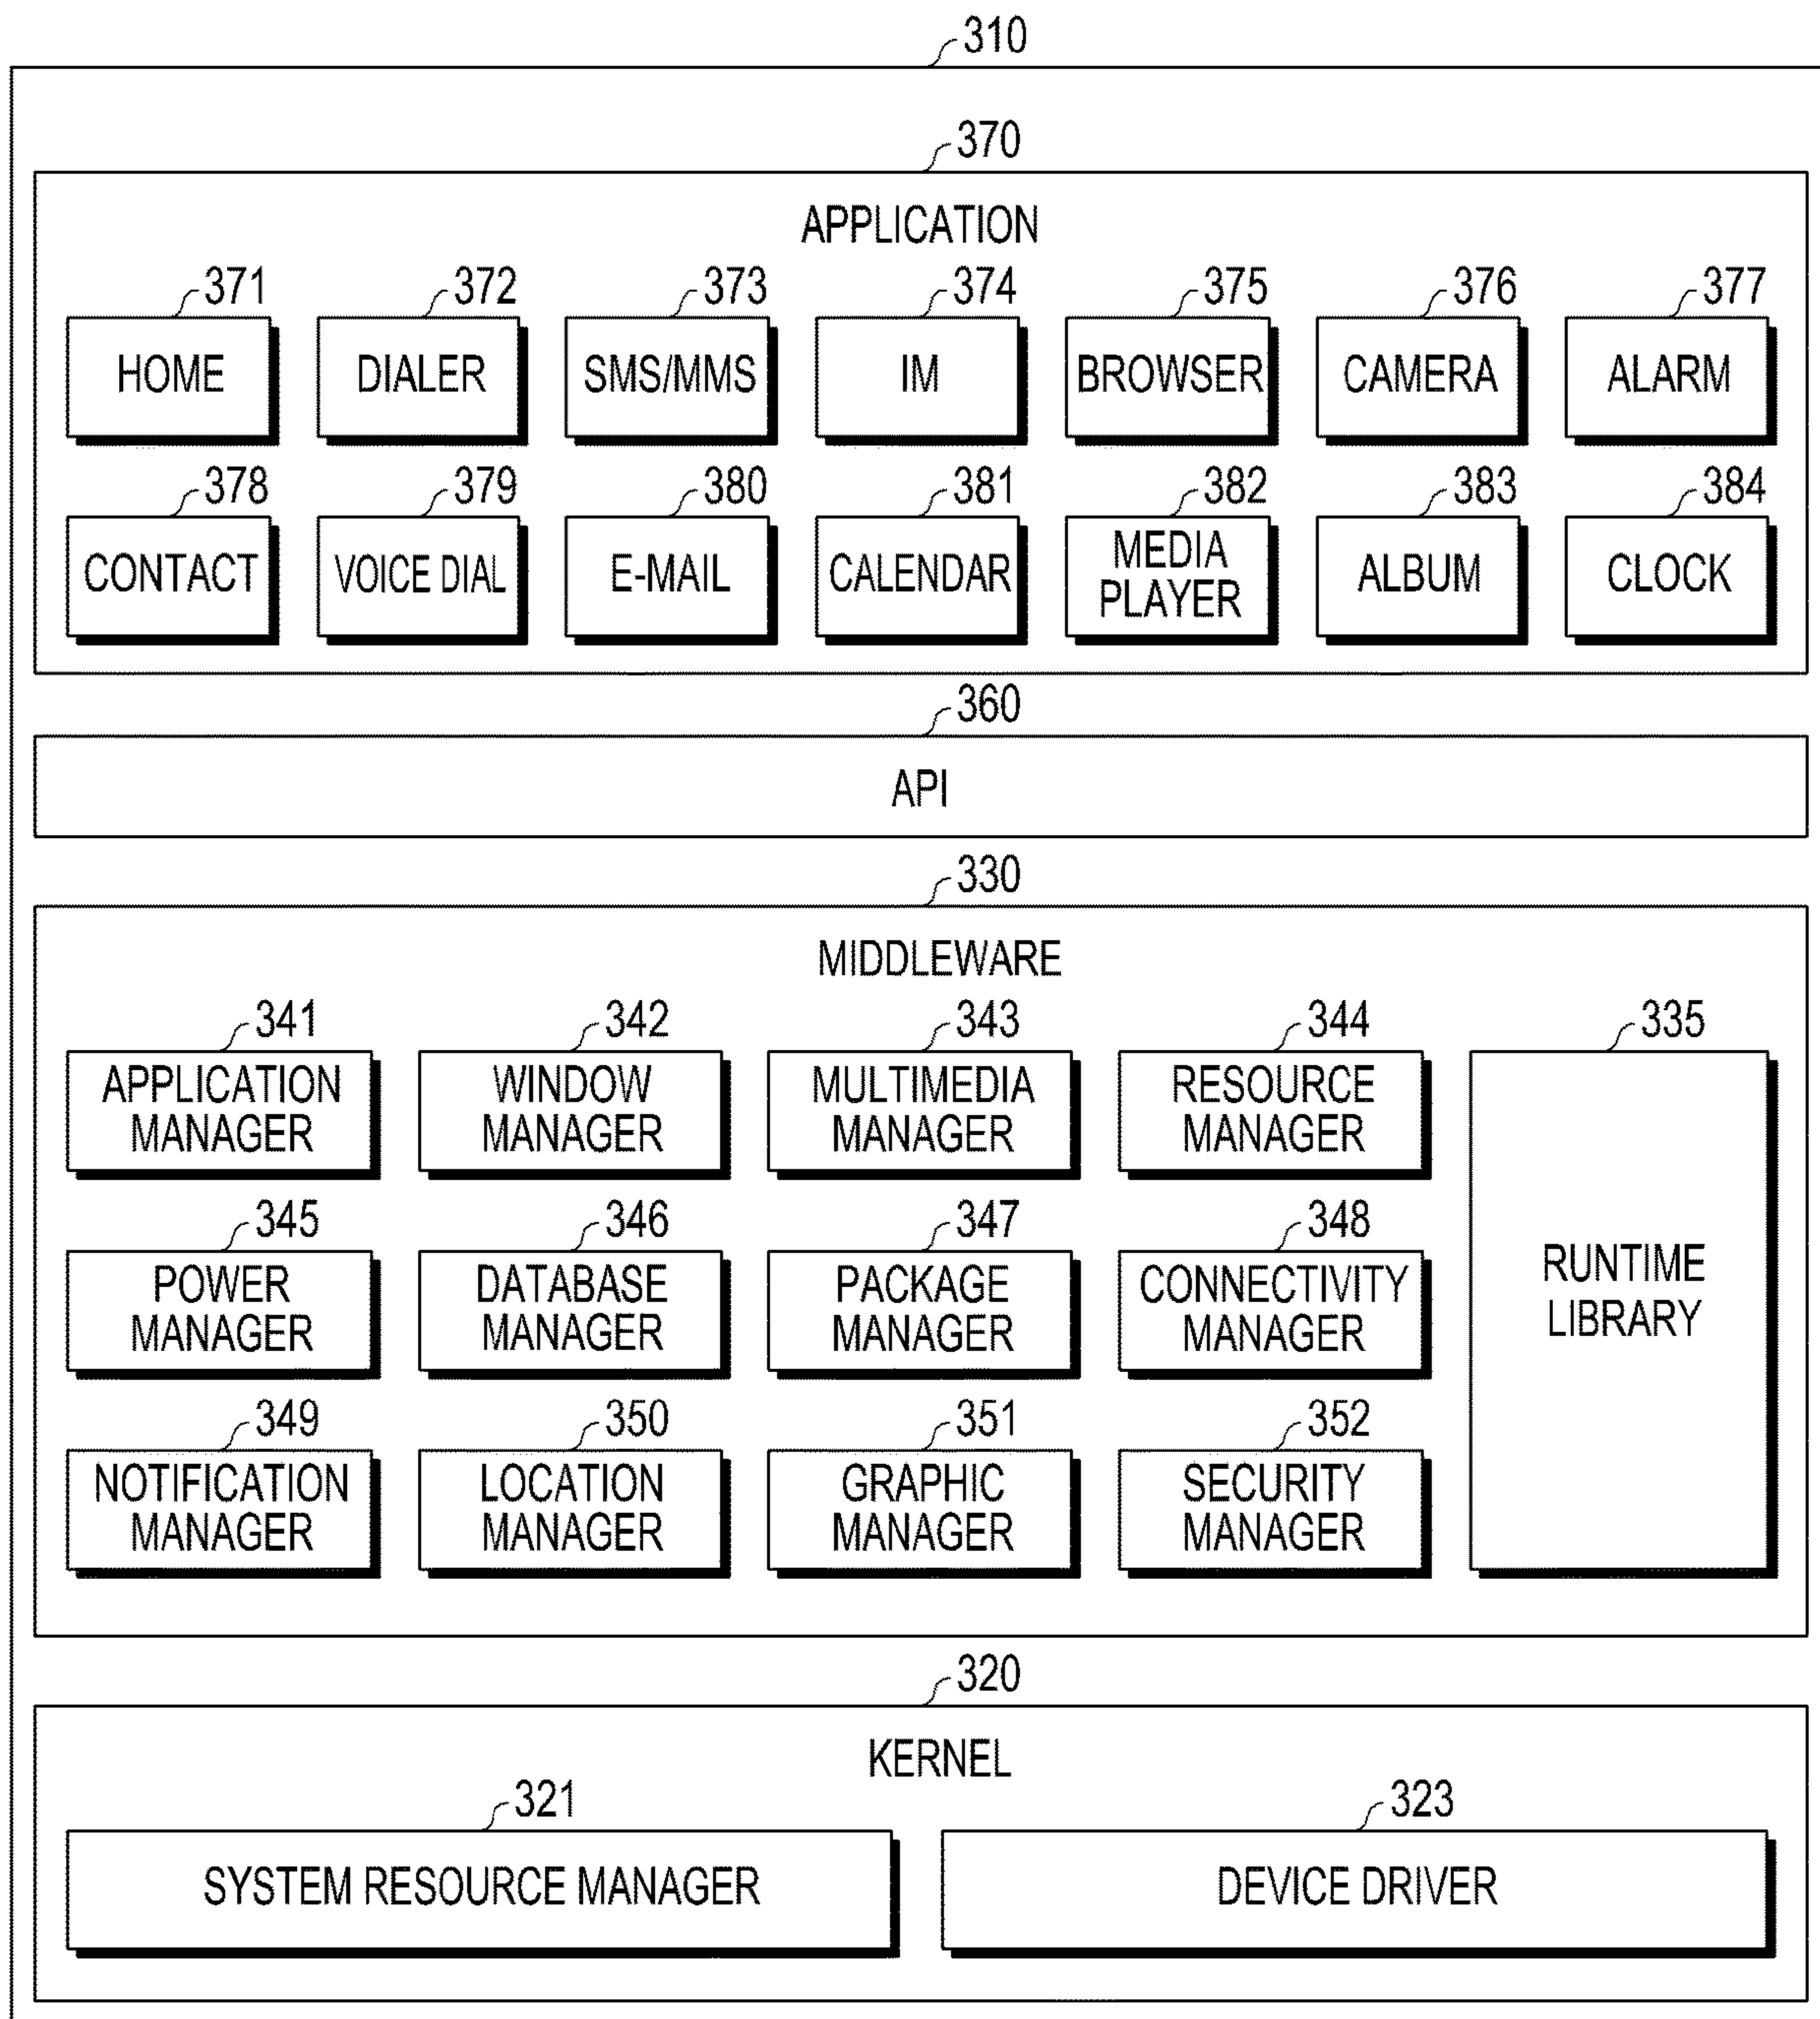 310
370
APPLICATION
371 372 373 374 375 376 377
HOME DIALER SMS/MMS IM BROWSER CAMERA ALARM
378 379 380 381 382 383 384
CONTACT VOICE DIAL E-MAIL CALENDAR MEDIA PLAYER ALBUM CLOCK
360
API
330
MIDDLEWARE
341 342 343 344 335
APPLICATION WINDOW MULTIMEDIA RESOURCE
MANAGER MANAGER MANAGER MANAGER
345 346 347 348
POWER DATABASE PACKAGE CONNECTIVITY RUNTIME
MANAGER MANAGER MANAGER MANAGER LIBRARY
349 350 351 352
NOTIFICATION LOCATION GRAPHIC SECURITY
MANAGER MANAGER MANAGER MANAGER
320
KERNEL
321 323
SYSTEM RESOURCE MANAGER DEVICE DRIVER